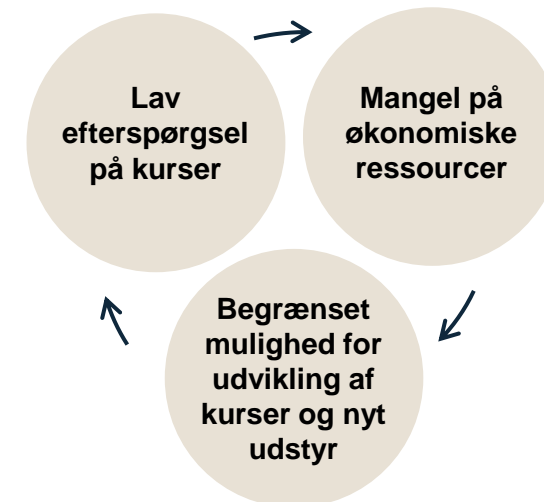 Lav
efterspørgsel
på kurser
Mangel på
økonomiske
ressourcer
Begrænset
mulighed for
udvikling af
kurser og nyt
udstyr